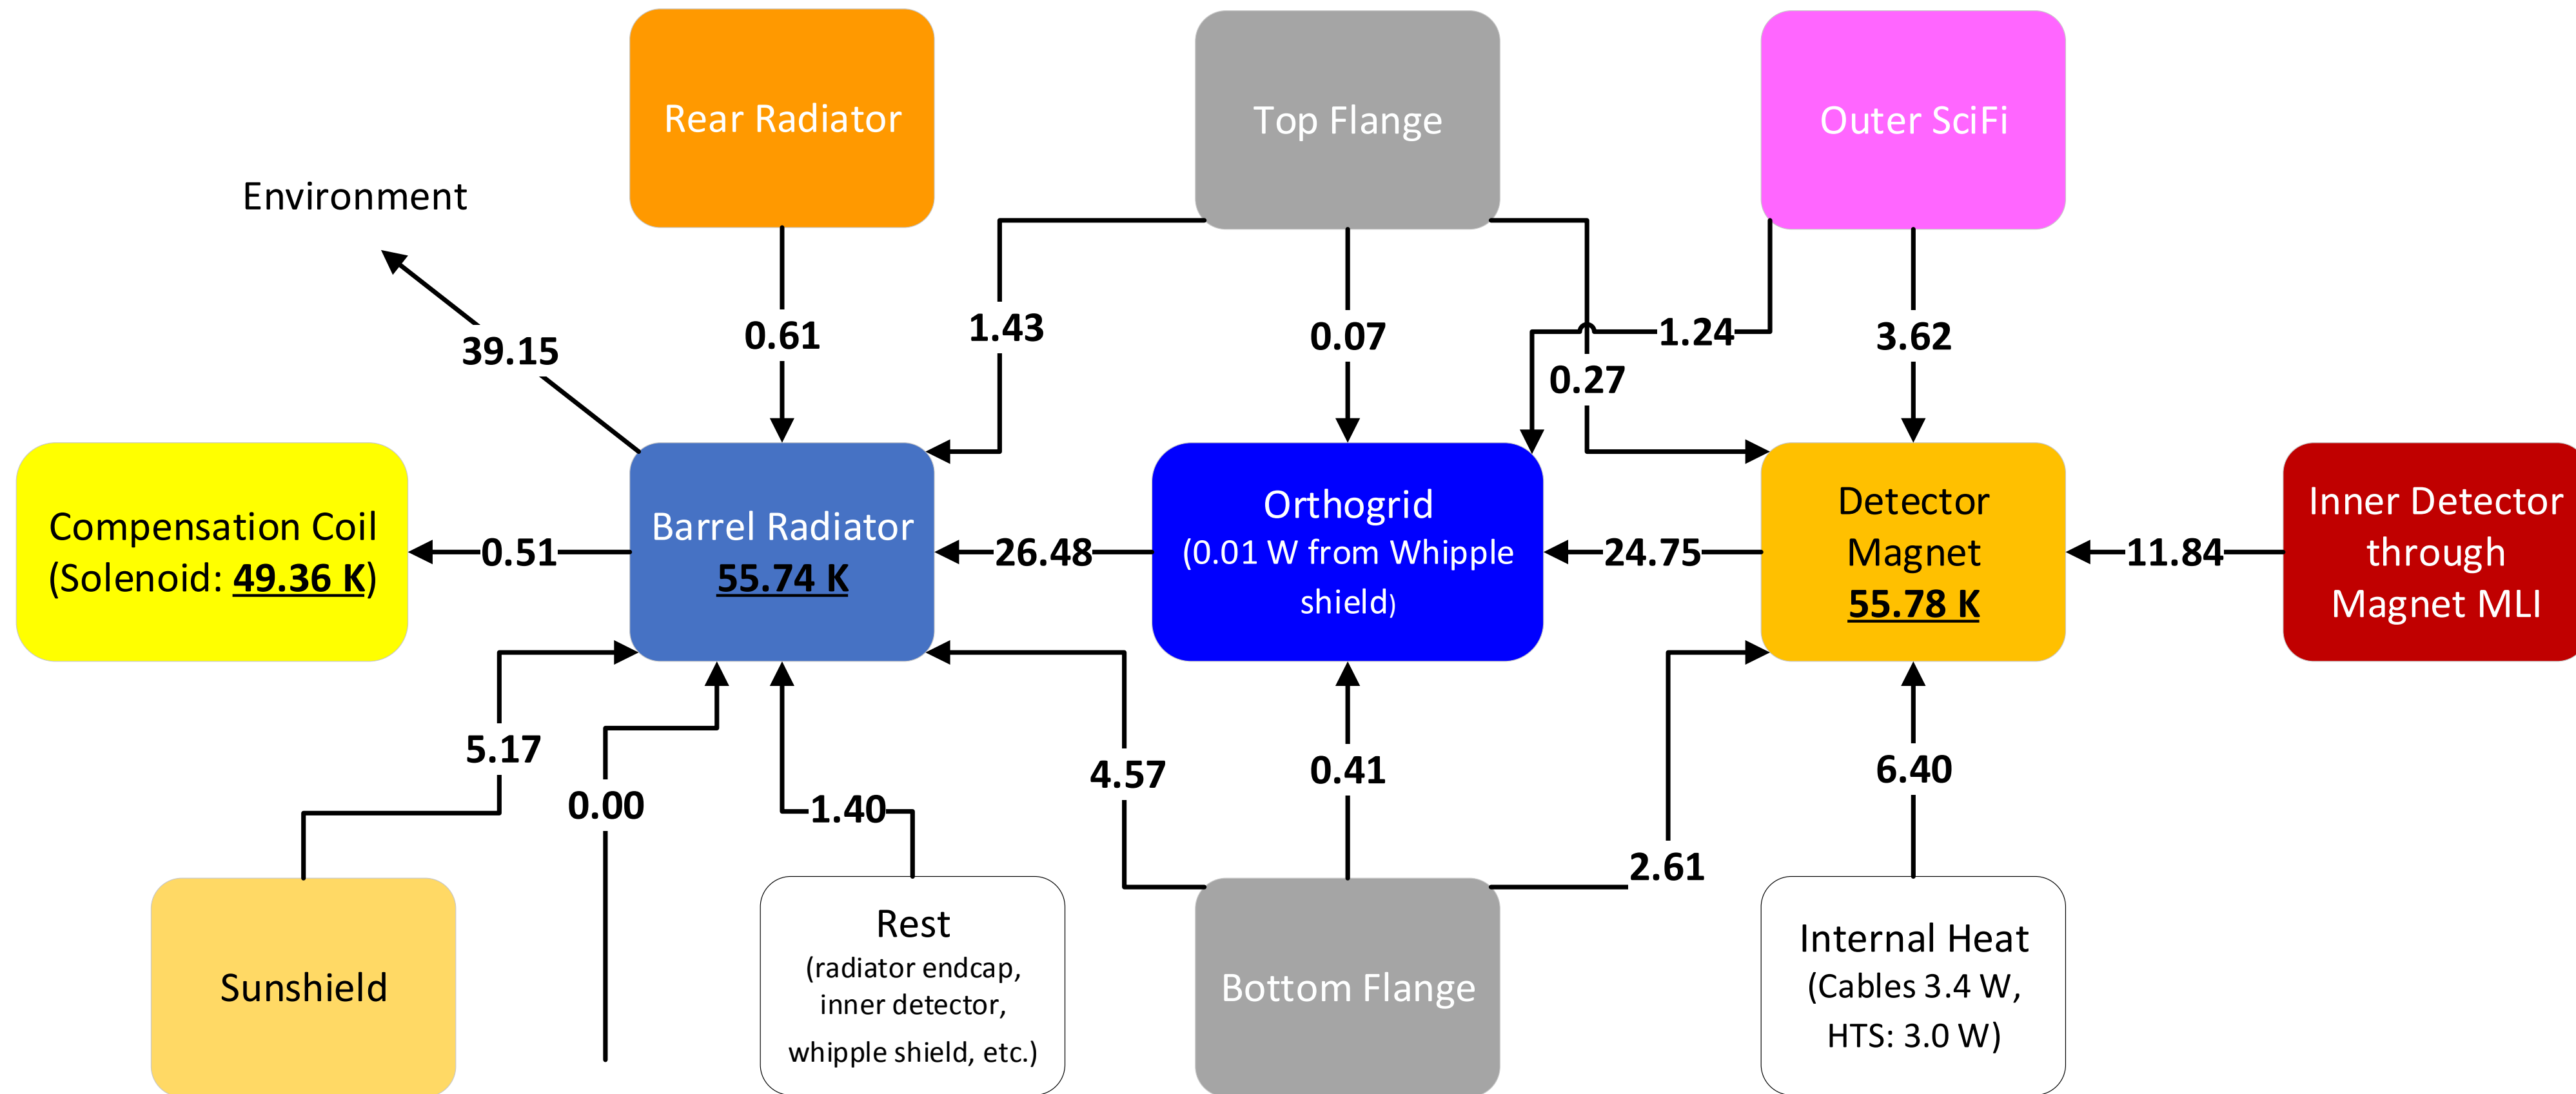 Rear Radiator
Top Flange
Outer SciFi
Environment
39.15
0.61
1.43
0.07
1.24
0.27
3.62
Compensation Coil
(Solenoid: 49.36 K)
0.51
Barrel Radiator
55.74 K
26.48
Orthogrid
(0.01 W from Whipple
shield)
24.75
Detector
Magnet
55.78 K
11.84
Inner Detector
through
Magnet MLI
5.17
0.00
1.40
4.57
0.41
2.61
6.40
Sunshield
Rest
(radiator endcap,
inner detector,
whipple shield, etc.)
Bottom Flange
Internal Heat
(Cables 3.4 W,
HTS: 3.0 W)